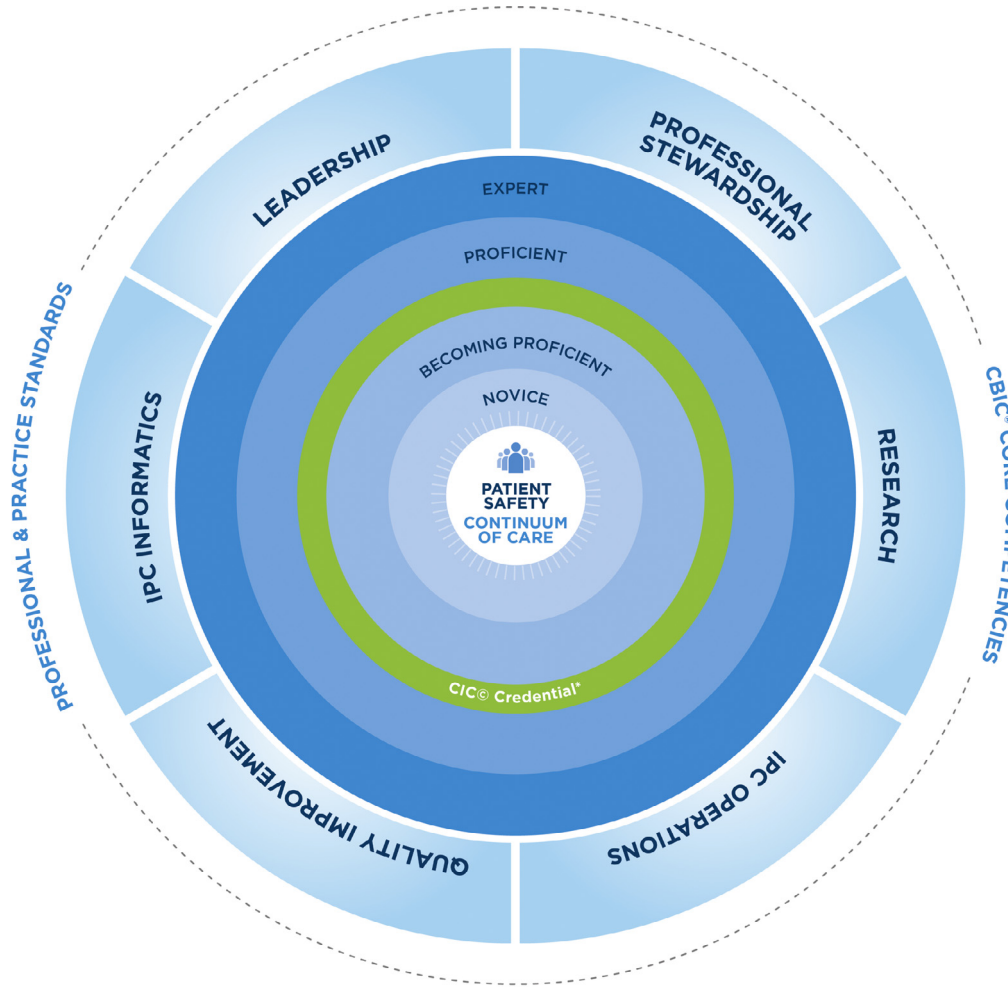 PROFESSIONAL
STEWARDSHIP
LEADERSHIP
EXPERT
PROFICIENT
BECOMING PROFICIENT
NOVICE
PATIENT
SAFETY
CONTINUUM
OF CARE
CIC© Credential*
PROFESSIONAL & PRACTICE STANDARDS
IPC INFORMATICS
RESEARCH
CBIC® CORE COMPETENCIES
QUALITY IMPROVEMENT
IPC OPERATIONS